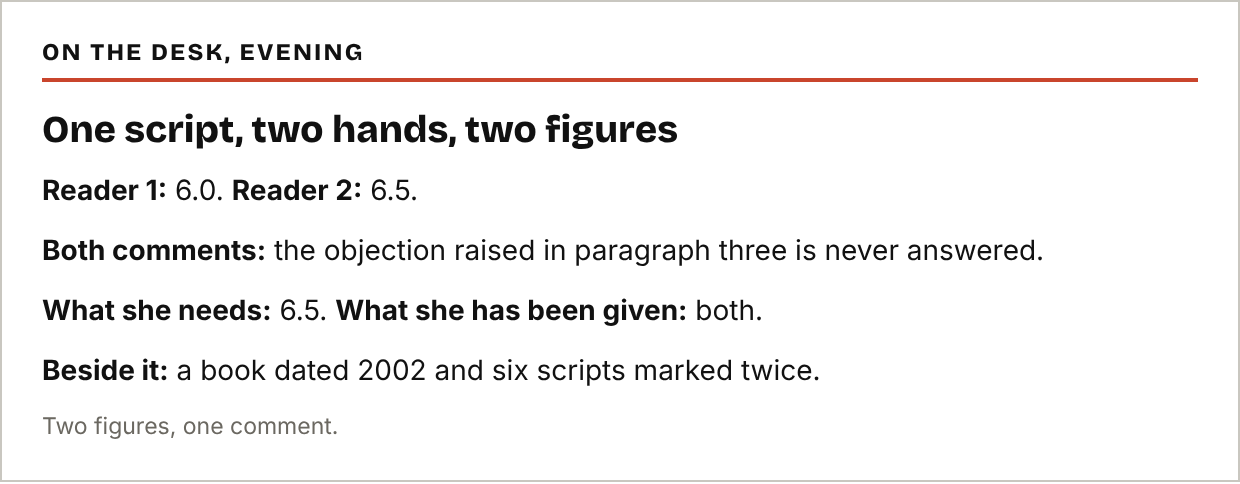 ON THE DESK, EVENING
One script, two hands, two figures
Reader 1: 6.0. Reader 2: 6.5.
Both comments: the objection raised in paragraph three is never answered.
What she needs: 6.5. What she has been given: both.
Beside it: a book dated 2002 and six scripts marked twice.
Two figures, one comment.